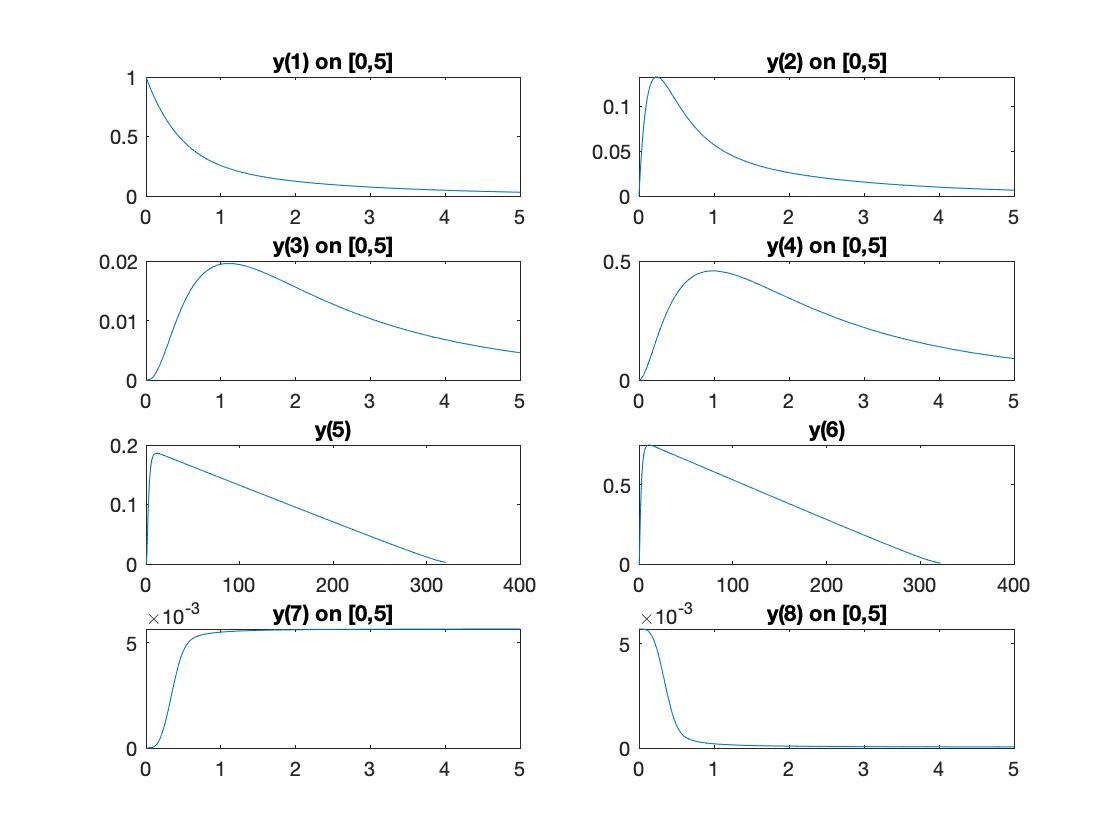 y(1) on [0,5]
1
0.5
0
0 1 2 3 4 5
y(2) on [0,5]
0.1
0.05
0
0 1 2 3 4 5
y(3) on [0,5]
0.02
0.01
0
0 1 2 3 4 5
y(4) on [0,5]
0.5
0
0 1 2 3 4 5
y(5)
0.2
0.1
0
0 100 200 300 400
y(6)
0.5
0
0 100 200 300 400
y(7) on [0,5]
×10^-3
5
0
0 1 2 3 4 5
y(8) on [0,5]
×10^-3
5
0
0 1 2 3 4 5